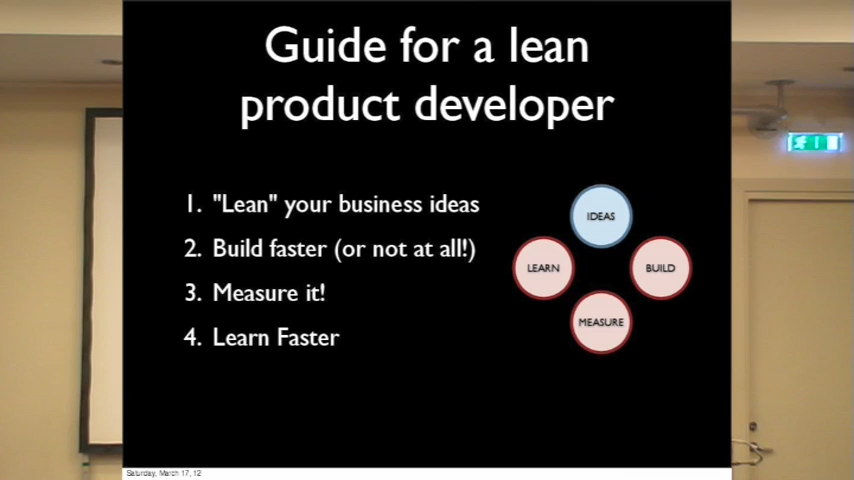 Guide for a lean
product developer
1. "Lean" your business ideas
2. Build faster (or not at all!)
3. Measure it!
4. Learn Faster
IDEAS
LEARN
BUILD
MEASURE
Saturday, March 17, 12